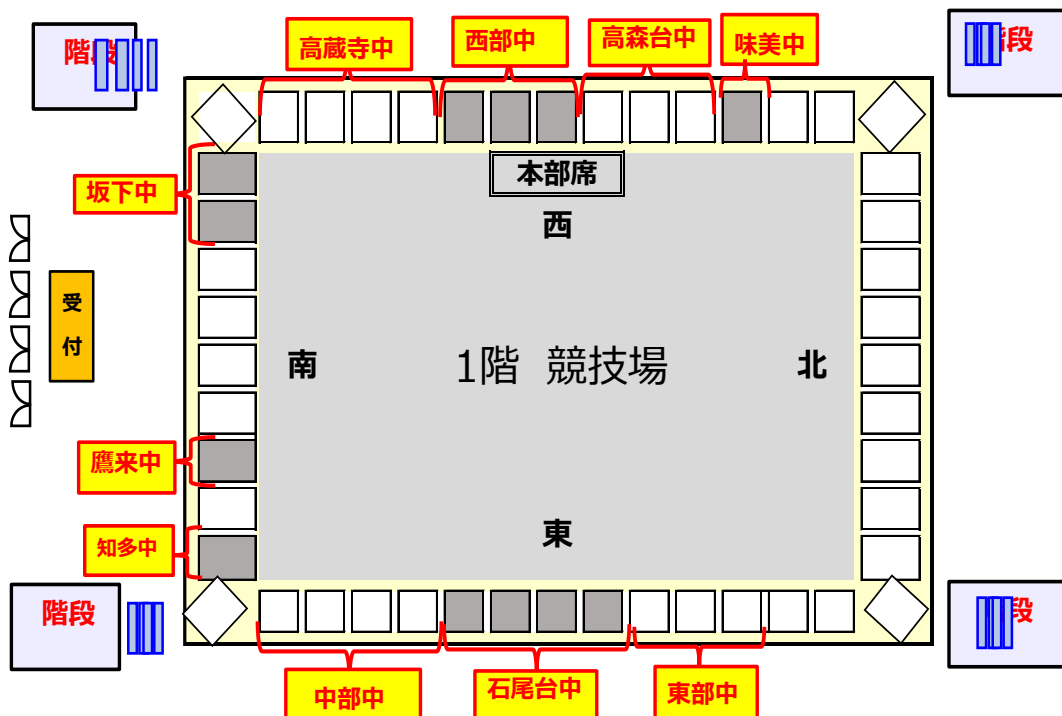 高蔵寺中
西部中
高森台中
味美中
階段
階段
坂下中
本部席
西
受付
南
1階 競技場
北
鷹来中
東
知多中
階段
階段
中部中
石尾台中
東部中